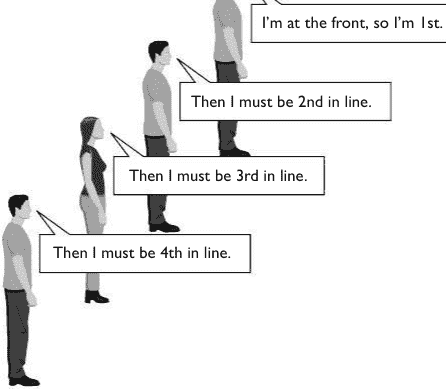 I'm at the front, so I'm 1st.
Then I must be 2nd in line.
Then I must be 3rd in line.
Then I must be 4th in line.